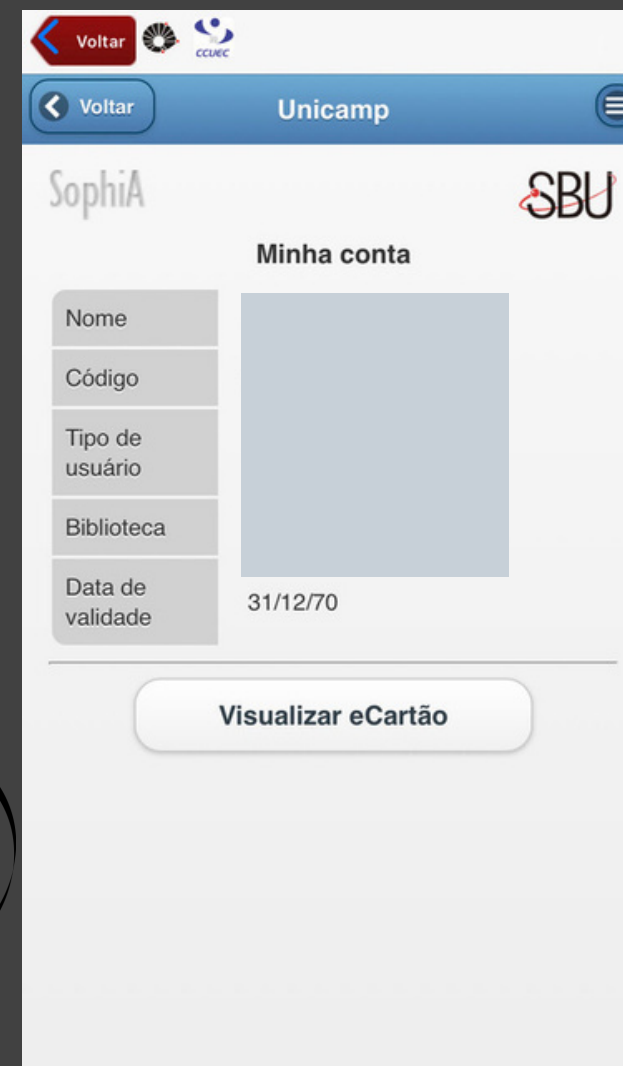 Voltar
CCUEC
Voltar
Unicamp
SophiA
SBU
Minha conta
Nome
Código
Tipo de
usuário
Biblioteca
Data de
validade
31/12/70
Visualizar eCartão